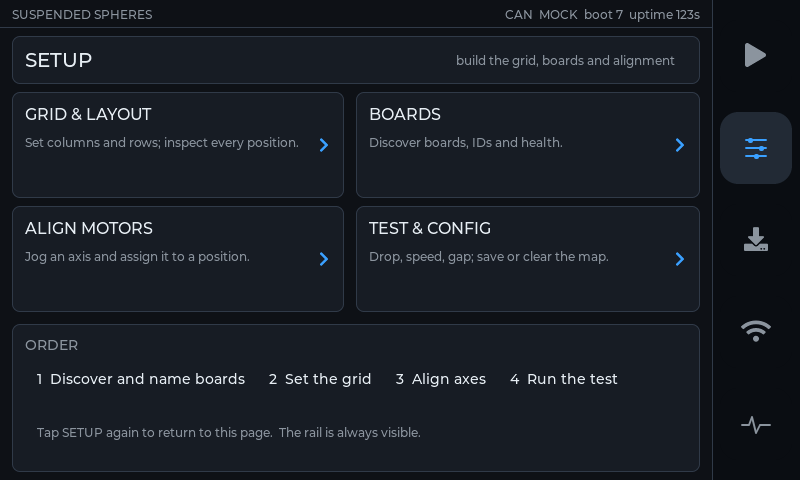 SUSPENDED SPHERES
CAN MOCK boot 7 uptime 123s
SETUP
build the grid, boards and alignment
GRID & LAYOUT
Set columns and rows; inspect every position.
BOARDS
Discover boards, IDs and health.
ALIGN MOTORS
Jog an axis and assign it to a position.
TEST & CONFIG
Drop, speed, gap; save or clear the map.
ORDER
1 Discover and name boards 2 Set the grid 3 Align axes 4 Run the test
Tap SETUP again to return to this page. The rail is always visible.